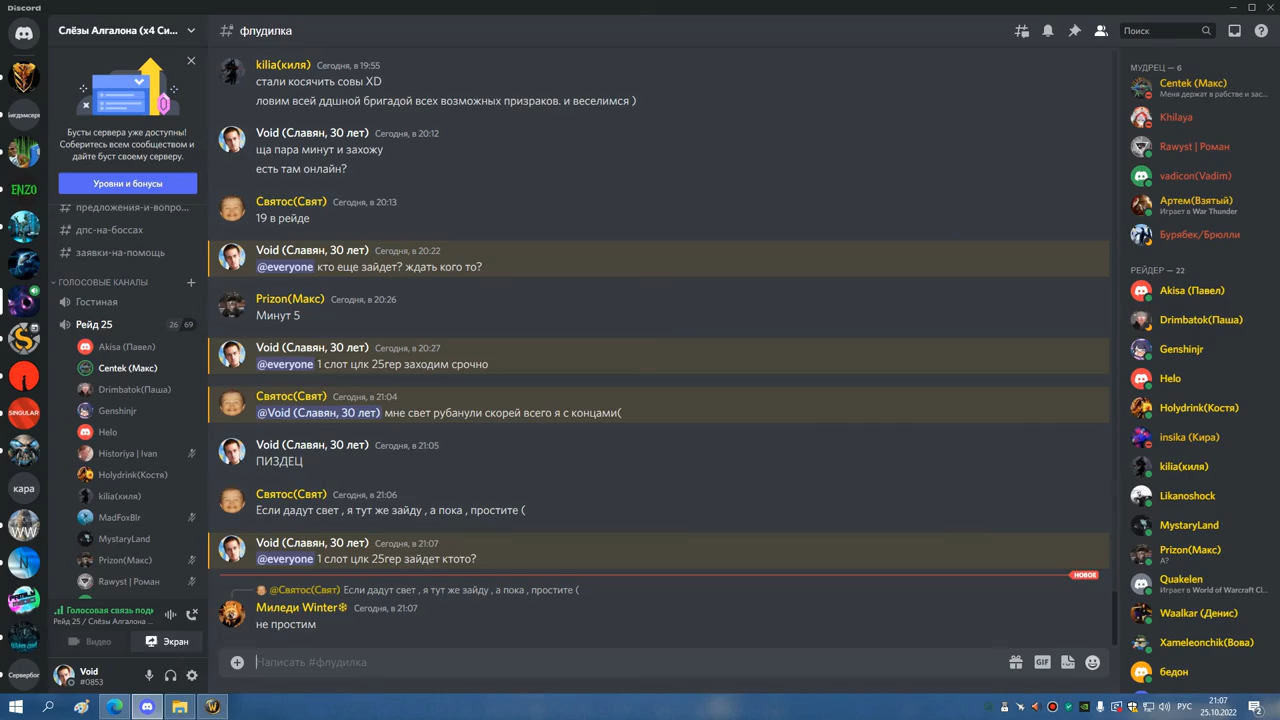 Discord
Слёзы Алгалона (x4 Си...
флудилка
Поиск
Бусты сервера уже доступны!
Соберитесь всем сообществом и
дайте буст своему серверу.
Уровни и бонусы
предложения-и-вопро...
дпс-на-боссах
заявки-на-помощь
ГОЛОСОВЫЕ КАНАЛЫ
Гостиная
Рейд 25 26 69
Akisa (Павел)
Centek (Макс)
Drimbatok(Паша)
Genshinjr
Helo
Historiya | Ivan
Holydrink(Костя)
kilia(киля)
MadFoxBlr
MystaryLand
Prizon(Макс)
Rawyst | Роман
Голосовая связь подк
Рейд 25 / Слёзы Алгалона ...
Видео
Экран
Void
#0853
ENZO
SINGULAR
кара
WW
Сервербог
kilia(киля) Сегодня, в 19:55
стали косячить совы XD
ловим всей ддшной бригадой всех возможных призраков. и веселимся )
Void (Славян, 30 лет) Сегодня, в 20:12
ща пара минут и захожу
есть там онлайн?
Святос(Свят) Сегодня, в 20:13
19 в рейде
Void (Славян, 30 лет) Сегодня, в 20:22
@everyone кто еще зайдет? ждать кого то?
Prizon(Макс) Сегодня, в 20:26
Минут 5
Void (Славян, 30 лет) Сегодня, в 20:27
@everyone 1 слот цлк 25гер заходим срочно
Святос(Свят) Сегодня, в 21:04
@Void (Славян, 30 лет) мне свет рубанули скорей всего я с концами(
Void (Славян, 30 лет) Сегодня, в 21:05
ПИЗДЕЦ
Святос(Свят) Сегодня, в 21:06
Если дадут свет , я тут же зайду , а пока , простите (
Void (Славян, 30 лет) Сегодня, в 21:07
@everyone 1 слот цлк 25гер зайдет ктото?
НОВОЕ
@Святос(Свят) Если дадут свет , я тут же зайду , а пока , простите (
Миледи Winter❄ Сегодня, в 21:07
не простим
Написать #флудилка
GIF
МУДРЕЦ — 6
Centek (Макс)
Меня держат в рабстве и зас...
Khilaya
Rawyst | Роман
vadicon(Vadim)
Артем(Взятый)
Играет в War Thunder
Бурябек/Брюлли
РЕЙДЕР — 22
Akisa (Павел)
Drimbatok(Паша)
Genshinjr
Helo
Holydrink(Костя)
insika (Кира)
kilia(киля)
Likanoshock
MystaryLand
Prizon(Макс)
А?
Quakelen
Играет в World of Warcraft Cl...
Waalkar (Денис)
Xameleonchik(Вова)
бедон
РУС
21:07
25.10.2022
2